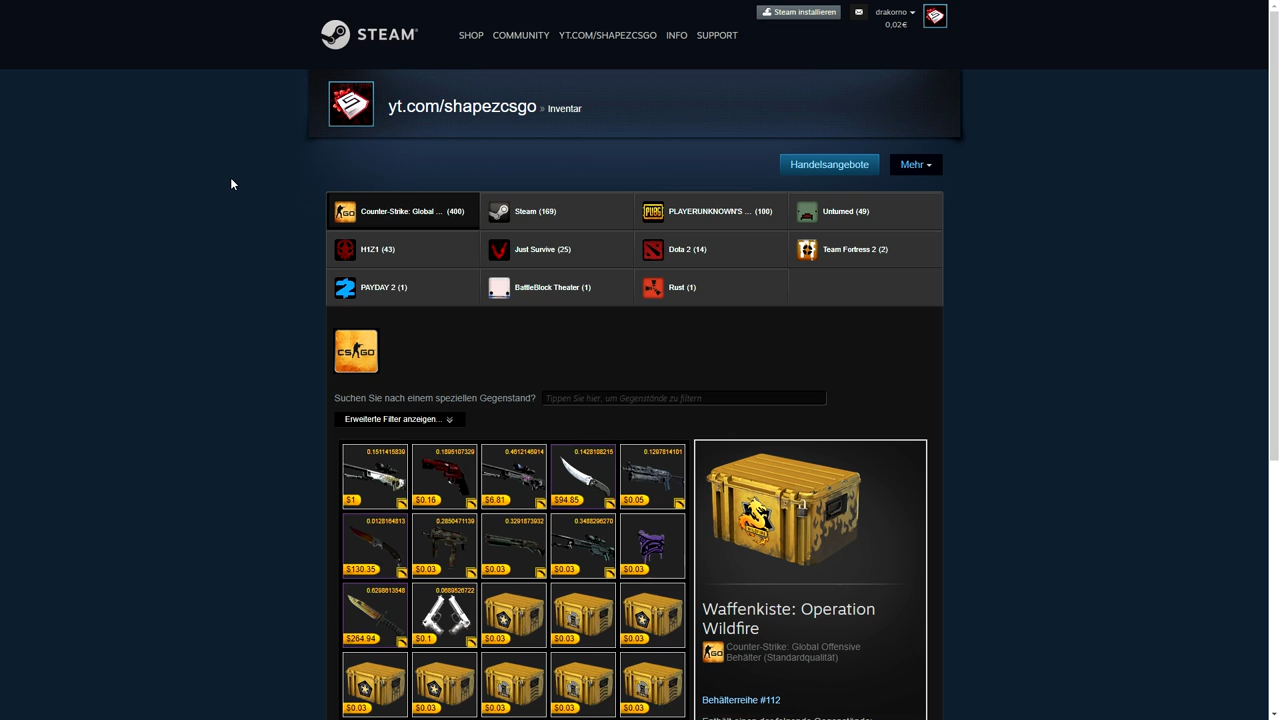 Steam installieren
drakorno
0,02€
STEAM
SHOP COMMUNITY YT.COM/SHAPEZCSGO INFO SUPPORT
yt.com/shapezcsgo » Inventar
Handelsangebote
Mehr
Counter-Strike: Global ... (400)
Steam (169)
PLAYERUNKNOWN'S ... (100)
Unturned (49)
H1Z1 (43)
Just Survive (25)
Dota 2 (14)
Team Fortress 2 (2)
PAYDAY 2 (1)
BattleBlock Theater (1)
Rust (1)
CS GO
Suchen Sie nach einem speziellen Gegenstand?
Tippen Sie hier, um Gegenstände zu filtern
Erweiterte Filter anzeigen...
0.1511415839 0.1895107329 0.4612146914 0.1428108215 0.1297814101
$1 $0.16 $6.81 $94.85 $0.05
0.0128164813 0.2850471139 0.3291873932 0.3488296270
$130.35 $0.03 $0.03 $0.03 $0.03
0.6298613548 0.0689526722
$264.94 $0.1 $0.03 $0.03 $0.03
$0.03 $0.03 $0.03 $0.03 $0.03
Waffenkiste: Operation
Wildfire
Counter-Strike: Global Offensive
Behälter (Standardqualität)
Behälterreihe #112